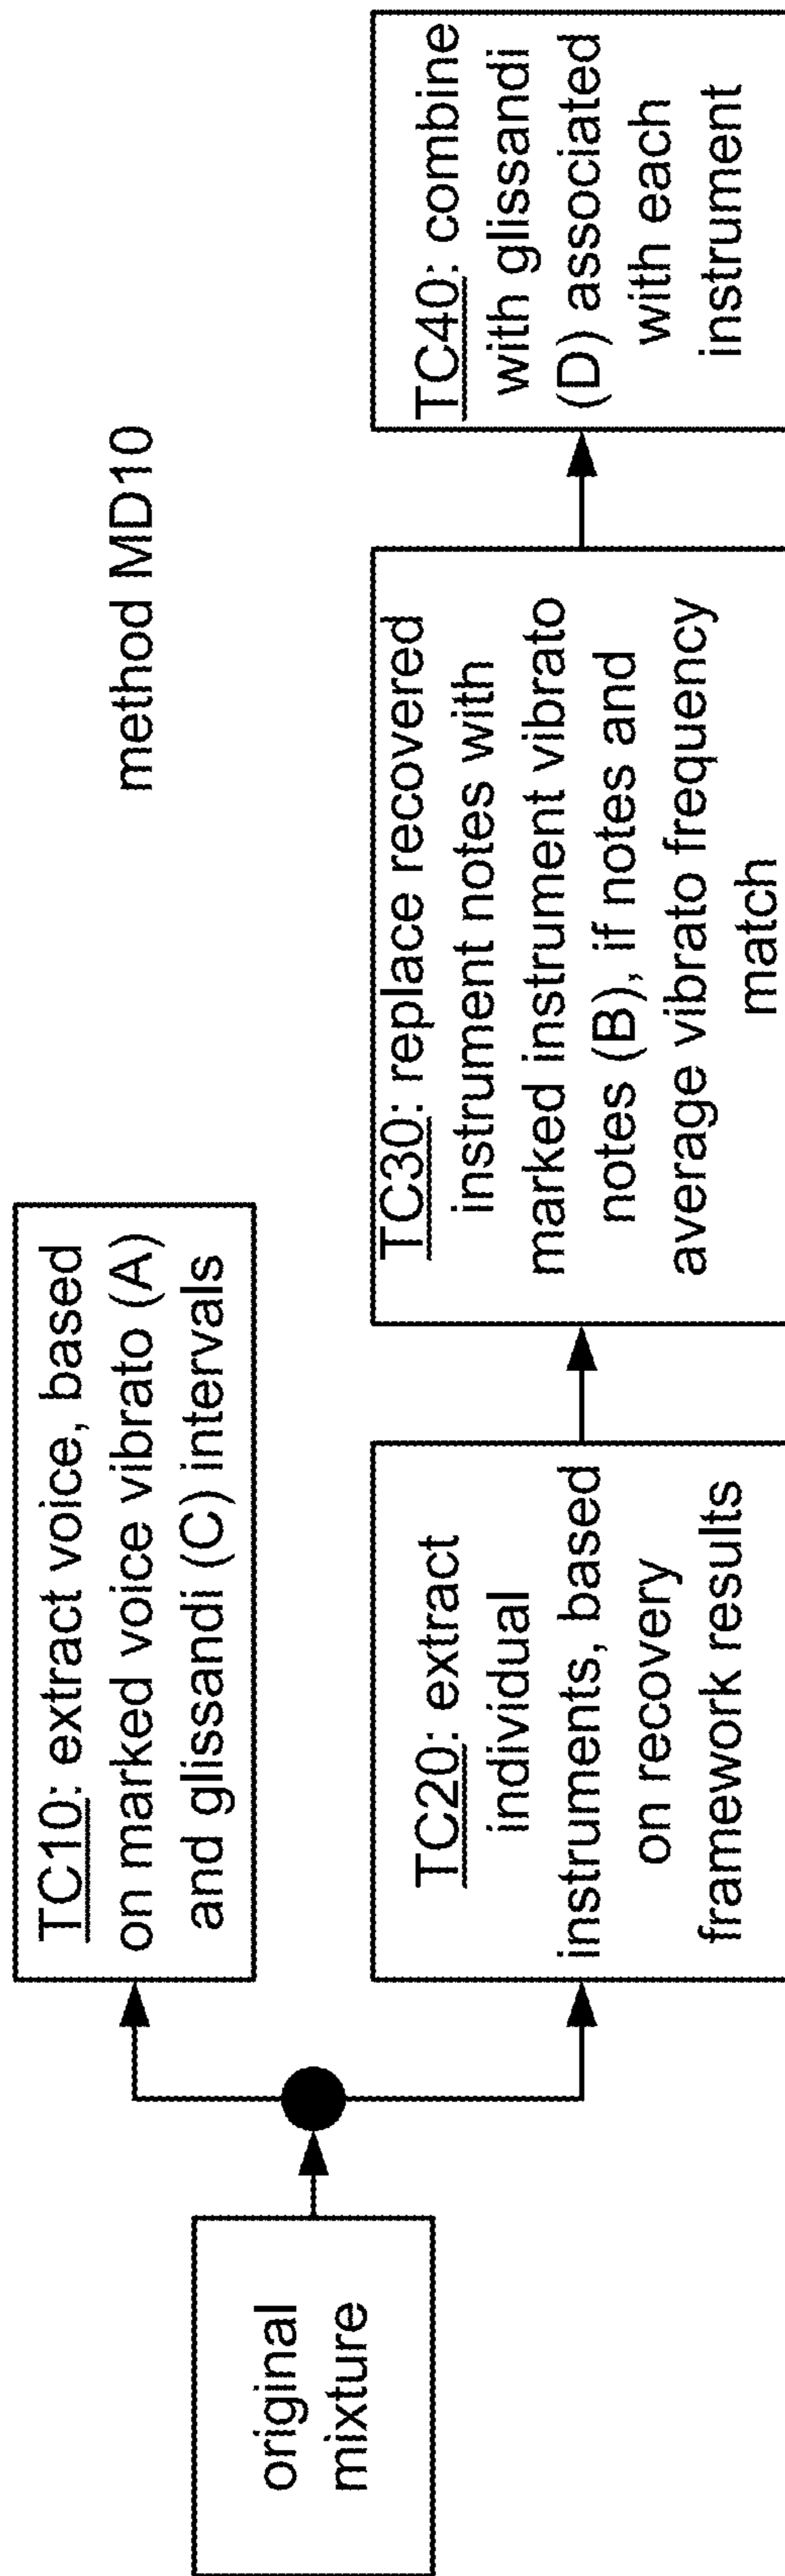 method MD10
original
mixture
TC10: extract voice, based
on marked voice vibrato (A)
and glissandi (C) intervals
TC20: extract
individual
instruments, based
on recovery
framework results
TC30: replace recovered
instrument notes with
marked instrument vibrato
notes (B), if notes and
average vibrato frequency
match
TC40: combine
with glissandi
(D) associated
with each
instrument